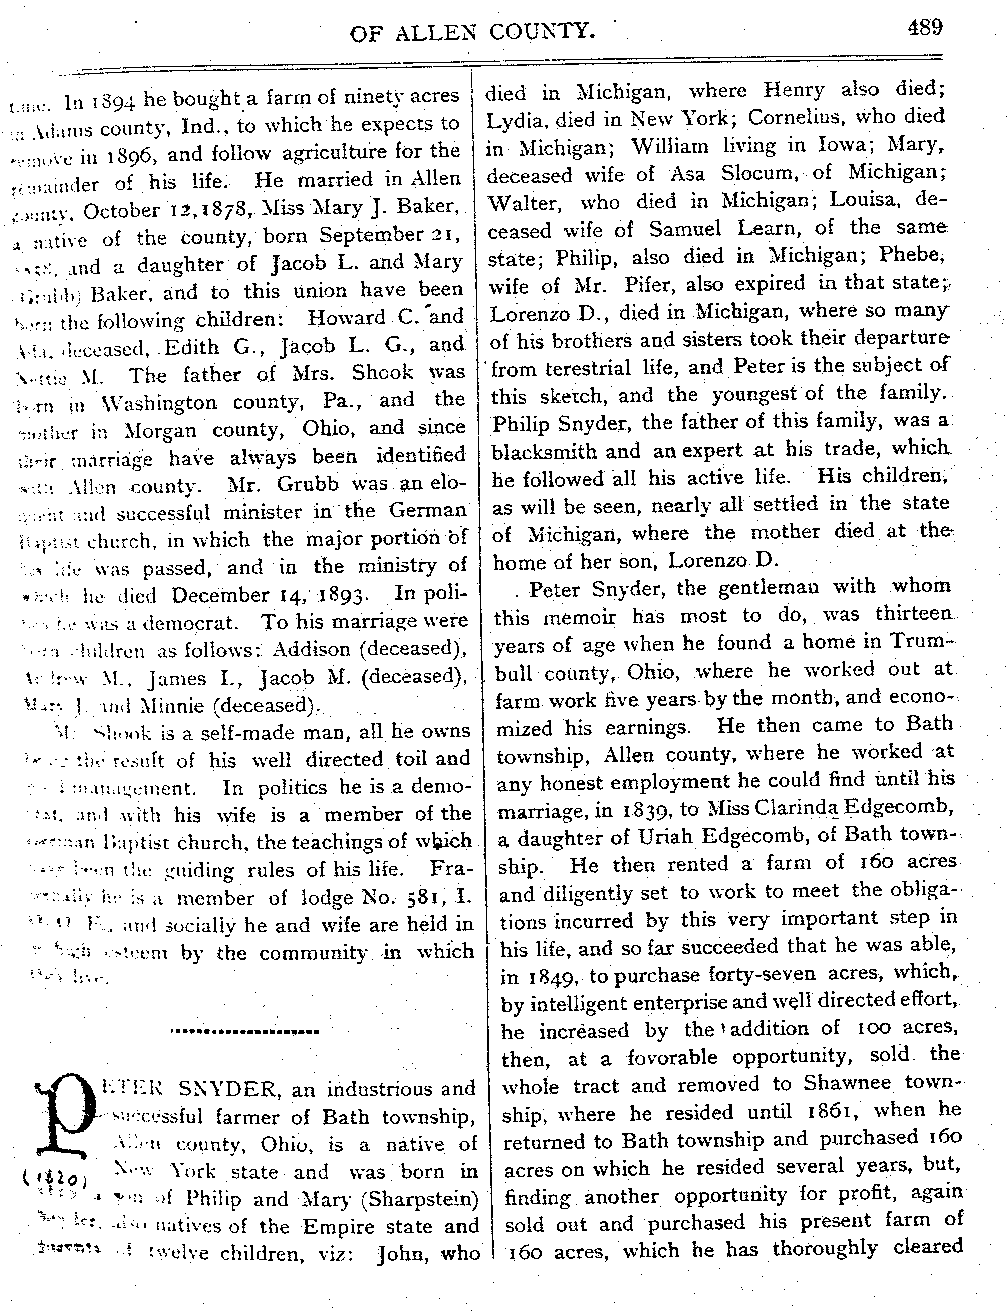 OF ALLEN COUNTY.
489
time. In 1894 he bought a farm of ninety acres
in Adams county, Ind., to which he expects to
remove in 1896, and follow agriculture for the
remainder of his life. He married in Allen
county, October 12, 1878, Miss Mary J. Baker,
a native of the county, born September 21,
and a daughter of Jacob L. and Mary
(Grubb) Baker, and to this union have been
born the following children: Howard C. and
Ada, deceased, Edith G., Jacob L. G., and
Nettie M. The father of Mrs. Shook was
born in Washington county, Pa., and the
mother in Morgan county, Ohio, and since
their marriage have always been identified
with Allen county. Mr. Grubb was an elo-
quent and successful minister in the German
Baptist church, in which the major portion of
his life was passed, and in the ministry of
which he died December 14, 1893. In poli-
tics he was a democrat. To his marriage were
born children as follows: Addison (deceased),
Andrew M., James I., Jacob M. (deceased),
Mary J. and Minnie (deceased).
Mr. Shook is a self-made man, all he owns
being the result of his well directed toil and
management. In politics he is a demo-
crat, and with his wife is a member of the
German Baptist church, the teachings of which
have been the guiding rules of his life. Fra-
ternally he is a member of lodge No. 581, I.
O. O. F., and socially he and wife are held in
high esteem by the community in which
they live.
PETER SNYDER, an industrious and
successful farmer of Bath township,
Allen county, Ohio, is a native of
New York state and was born in
(1820)
a son of Philip and Mary (Sharpstein)
Snyder, also natives of the Empire state and
parents of twelve children, viz: John, who
died in Michigan, where Henry also died;
Lydia, died in New York; Cornelius, who died
in Michigan; William living in Iowa; Mary,
deceased wife of Asa Slocum, of Michigan;
Walter, who died in Michigan; Louisa, de-
ceased wife of Samuel Learn, of the same
state; Philip, also died in Michigan; Phebe,
wife of Mr. Pifer, also expired in that state;
Lorenzo D., died in Michigan, where so many
of his brothers and sisters took their departure
from terestrial life, and Peter is the subject of
this sketch, and the youngest of the family.
Philip Snyder, the father of this family, was a
blacksmith and an expert at his trade, which
he followed all his active life. His children,
as will be seen, nearly all settled in the state
of Michigan, where the mother died at the
home of her son, Lorenzo D.
Peter Snyder, the gentleman with whom
this memoir has most to do, was thirteen
years of age when he found a home in Trum-
bull county, Ohio, where he worked out at
farm work five years by the month, and econo-
mized his earnings. He then came to Bath
township, Allen county, where he worked at
any honest employment he could find until his
marriage, in 1839, to Miss Clarinda Edgecomb,
a daughter of Uriah Edgecomb, of Bath town-
ship. He then rented a farm of 160 acres
and diligently set to work to meet the obliga-
tions incurred by this very important step in
his life, and so far succeeded that he was able,
in 1849, to purchase forty-seven acres, which,
by intelligent enterprise and well directed effort,
he increased by the addition of 100 acres,
then, at a fovorable opportunity, sold the
whole tract and removed to Shawnee town-
ship, where he resided until 1861, when he
returned to Bath township and purchased 160
acres on which he resided several years, but,
finding another opportunity for profit, again
sold out and purchased his present farm of
160 acres, which he has thoroughly cleared